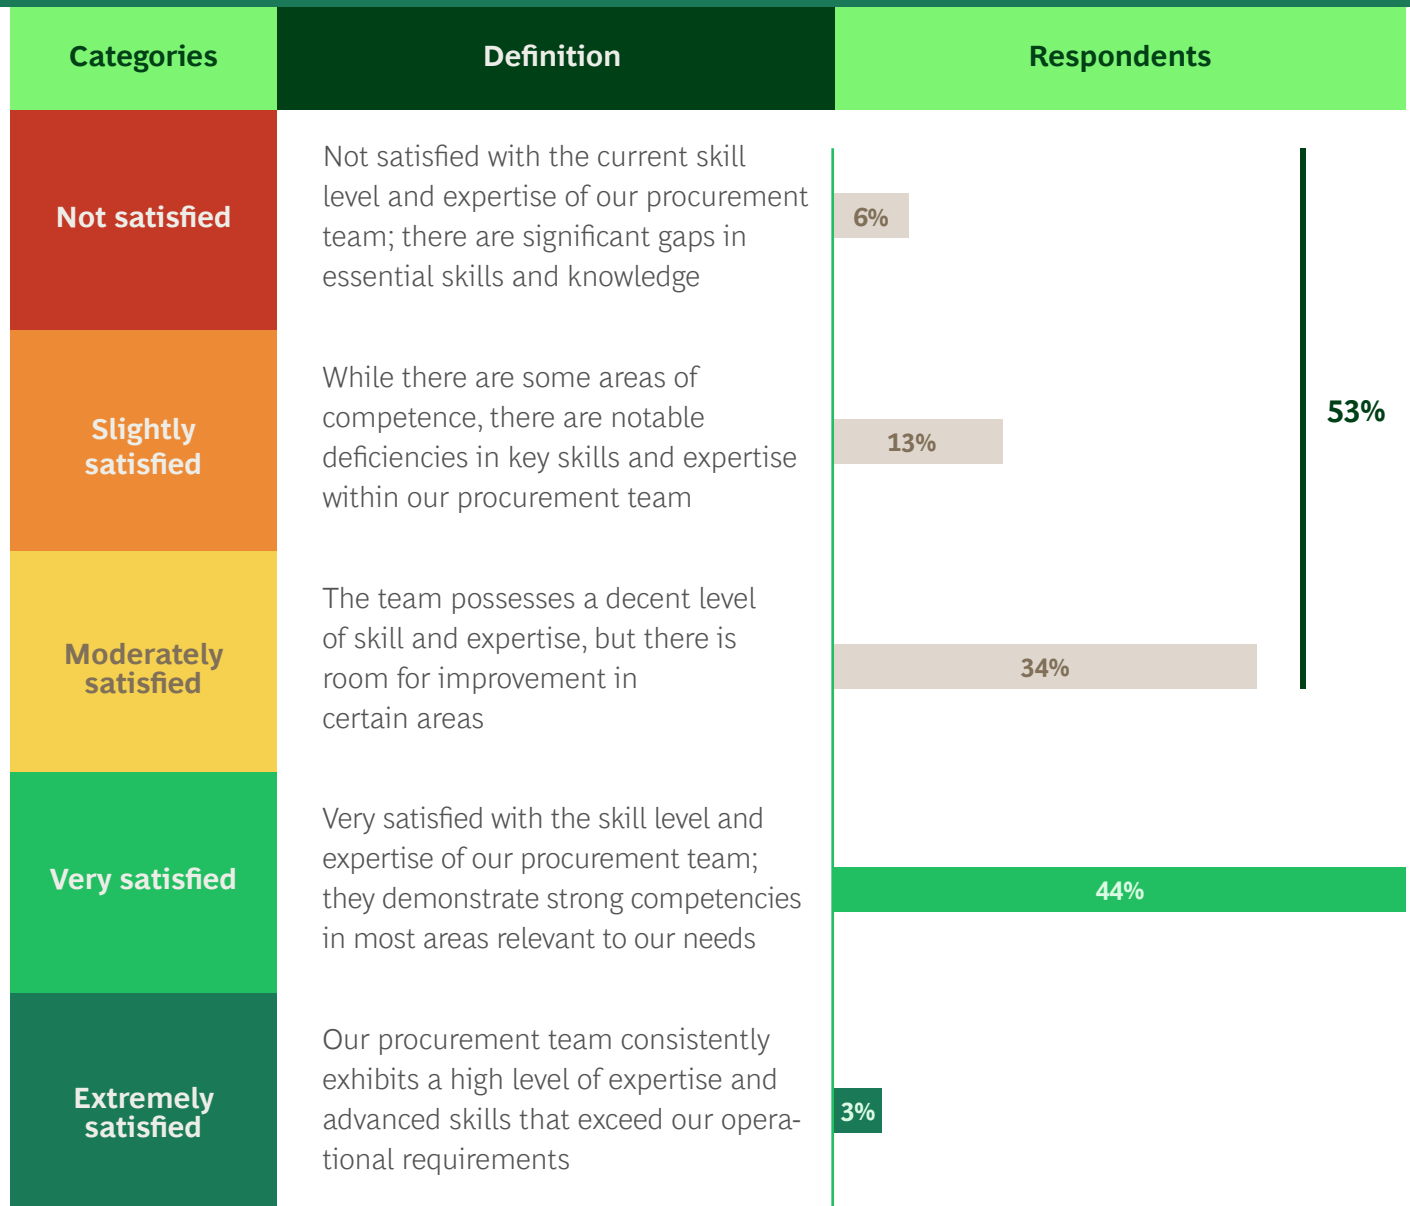 Categories
Definition
Respondents
Not satisfied
Not satisfied with the current skill
level and expertise of our procurement
team; there are significant gaps in
essential skills and knowledge
6%
Slightly
satisfied
While there are some areas of
competence, there are notable
deficiencies in key skills and expertise
within our procurement team
13%
53%
Moderately
satisfied
The team possesses a decent level
of skill and expertise, but there is
room for improvement in
certain areas
34%
Very satisfied
Very satisfied with the skill level and
expertise of our procurement team;
they demonstrate strong competencies
in most areas relevant to our needs
44%
Extremely
satisfied
Our procurement team consistently
exhibits a high level of expertise and
advanced skills that exceed our opera-
tional requirements
3%